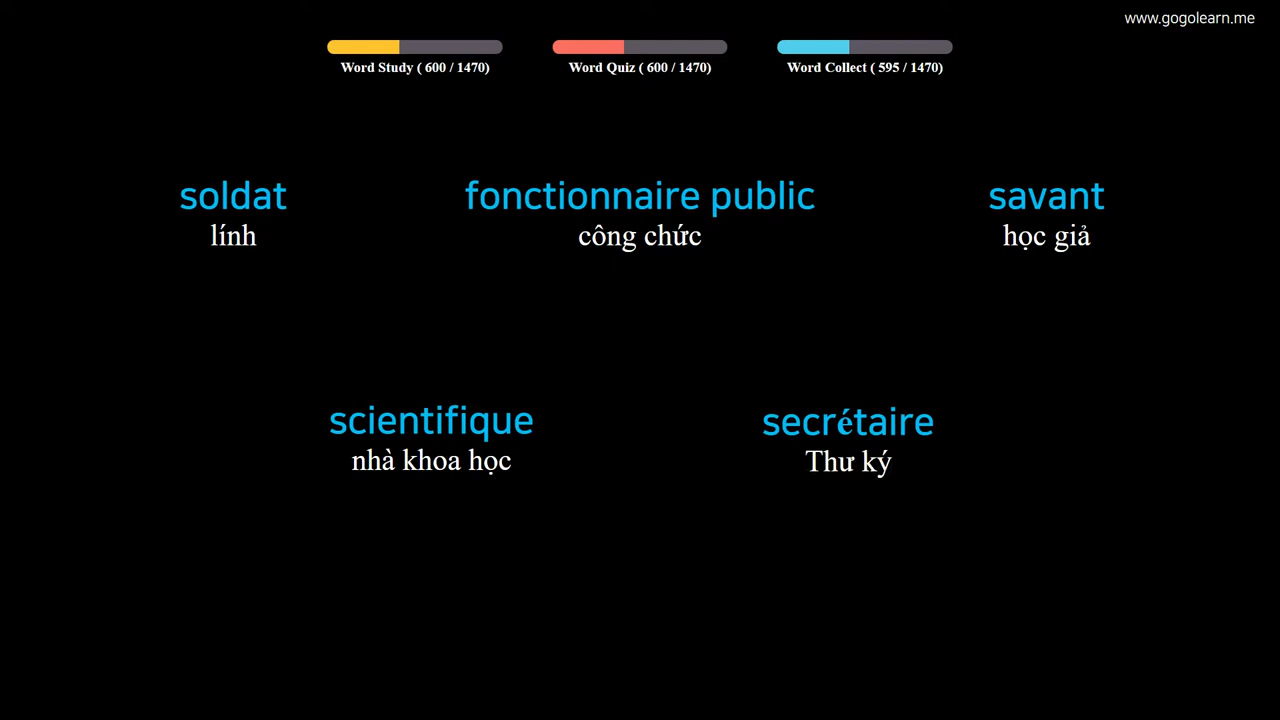 www.gogolearn.me
Word Study ( 600 / 1470)
Word Quiz ( 600 / 1470)
Word Collect ( 595 / 1470)
soldat
lính
fonctionnaire public
công chức
savant
học giả
scientifique
nhà khoa học
secrétaire
Thư ký